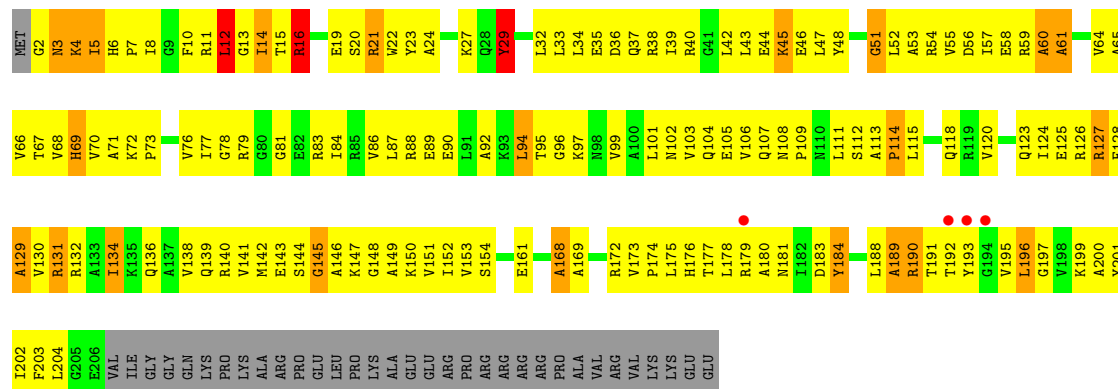 MET G2 N3 K4 I5 H6 P7 I8 G9 F10 R11 L12 G13 I14 T15 R16 E19 S20 R21 W22 Y23 A24 K27 Q28 Y29 L32 L33 L34 E35 D36 Q37 R38 I39 R40 G41 L42 L43 E44 K45 E46 L47 Y48 G51 L52 A53 R54 V55 D56 I57 E58 R59 A60 A61 V64 A65
V66 T67 V68 H69 V70 A71 K72 P73 V76 I77 G78 R79 G80 G81 E82 R83 I84 R85 V86 L87 R88 E89 E90 L91 A92 K93 L94 T95 G96 K97 N98 V99 A100 L101 N102 V103 Q104 E105 V106 Q107 N108 P109 N110 L111 S112 A113 P114 L115 Q118 R119 V120 Q123 I124 E125 R126 R127 F128
A129 V130 R131 R132 A133 I134 K135 Q136 A137 V138 Q139 R140 V141 M142 E143 S144 G145 A146 K147 G148 A149 K150 V151 I152 V153 S154 E161 A168 A169 R172 V173 P174 L175 H176 T177 L178 R179 A180 N181 I182 D183 Y184 L188 A189 R190 T191 T192 Y193 G194 V195 L196 G197 V198 K199 A200 Y201
I202 F203 L204 G205 E206 VAL ILE GLY GLY GLN LYS PRO LYS ALA ARG PRO GLU LEU PRO LYS ALA GLU GLU ARG PRO ARG ARG ARG ARG PRO ALA VAL ARG VAL LYS LYS GLU GLU